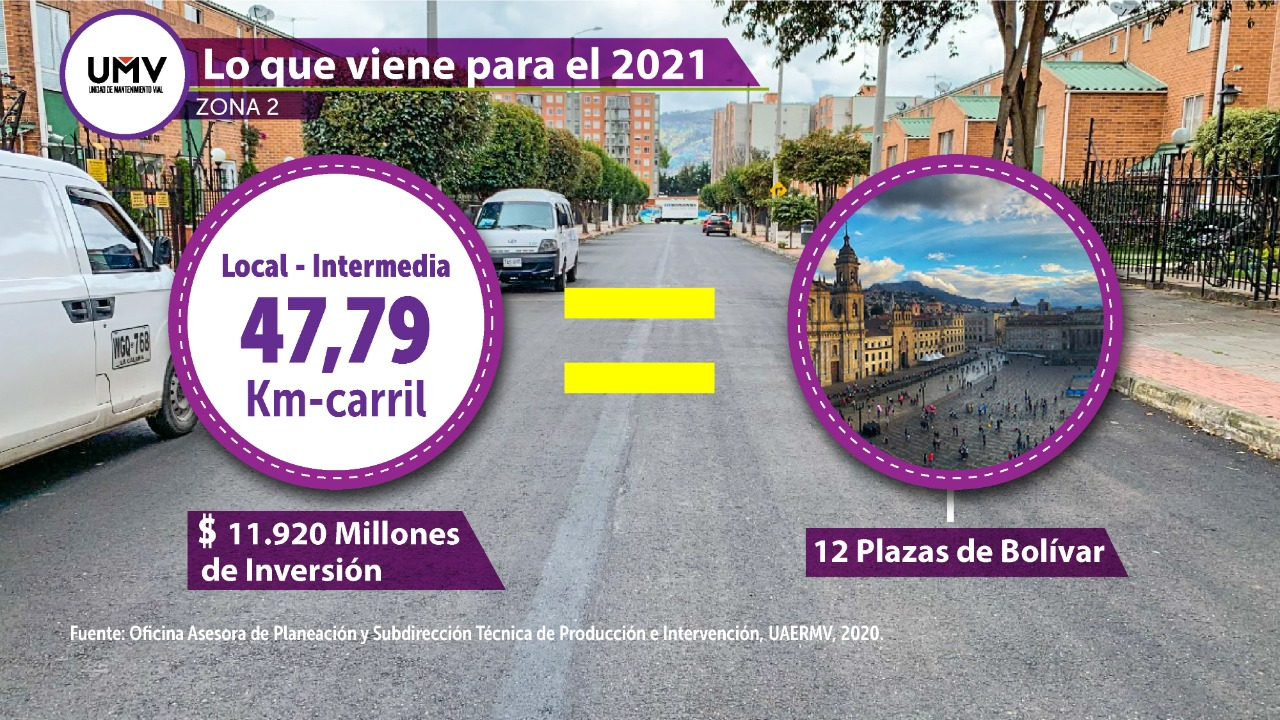 UMV
UNIDAD DE MANTENIMIENTO VIAL
Lo que viene para el 2021
ZONA 2
Local - Intermedia
47,79
Km-carril
$ 11.920 Millones
de Inversión
12 Plazas de Bolívar
WGQ-768
Fuente: Oficina Asesora de Planeación y Subdirección Técnica de Producción e Intervención, UAERMV, 2020.